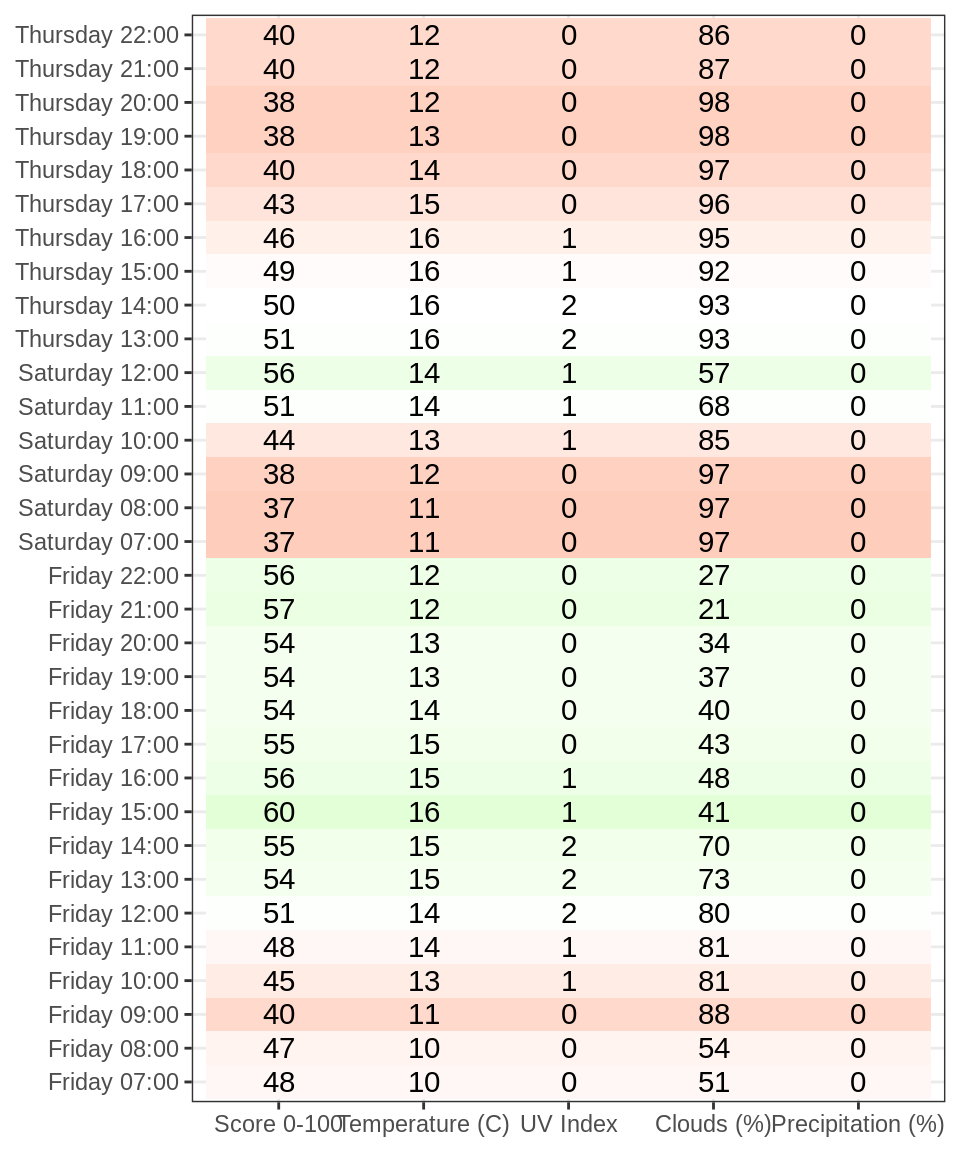 Thursday 22:00 40 12 0 86 0
Thursday 21:00 40 12 0 87 0
Thursday 20:00 38 12 0 98 0
Thursday 19:00 38 13 0 98 0
Thursday 18:00 40 14 0 97 0
Thursday 17:00 43 15 0 96 0
Thursday 16:00 46 16 1 95 0
Thursday 15:00 49 16 1 92 0
Thursday 14:00 50 16 2 93 0
Thursday 13:00 51 16 2 93 0
Saturday 12:00 56 14 1 57 0
Saturday 11:00 51 14 1 68 0
Saturday 10:00 44 13 1 85 0
Saturday 09:00 38 12 0 97 0
Saturday 08:00 37 11 0 97 0
Saturday 07:00 37 11 0 97 0
Friday 22:00 56 12 0 27 0
Friday 21:00 57 12 0 21 0
Friday 20:00 54 13 0 34 0
Friday 19:00 54 13 0 37 0
Friday 18:00 54 14 0 40 0
Friday 17:00 55 15 0 43 0
Friday 16:00 56 15 1 48 0
Friday 15:00 60 16 1 41 0
Friday 14:00 55 15 2 70 0
Friday 13:00 54 15 2 73 0
Friday 12:00 51 14 2 80 0
Friday 11:00 48 14 1 81 0
Friday 10:00 45 13 1 81 0
Friday 09:00 40 11 0 88 0
Friday 08:00 47 10 0 54 0
Friday 07:00 48 10 0 51 0
Score 0-100 Temperature (C) UV Index Clouds (%) Precipitation (%)